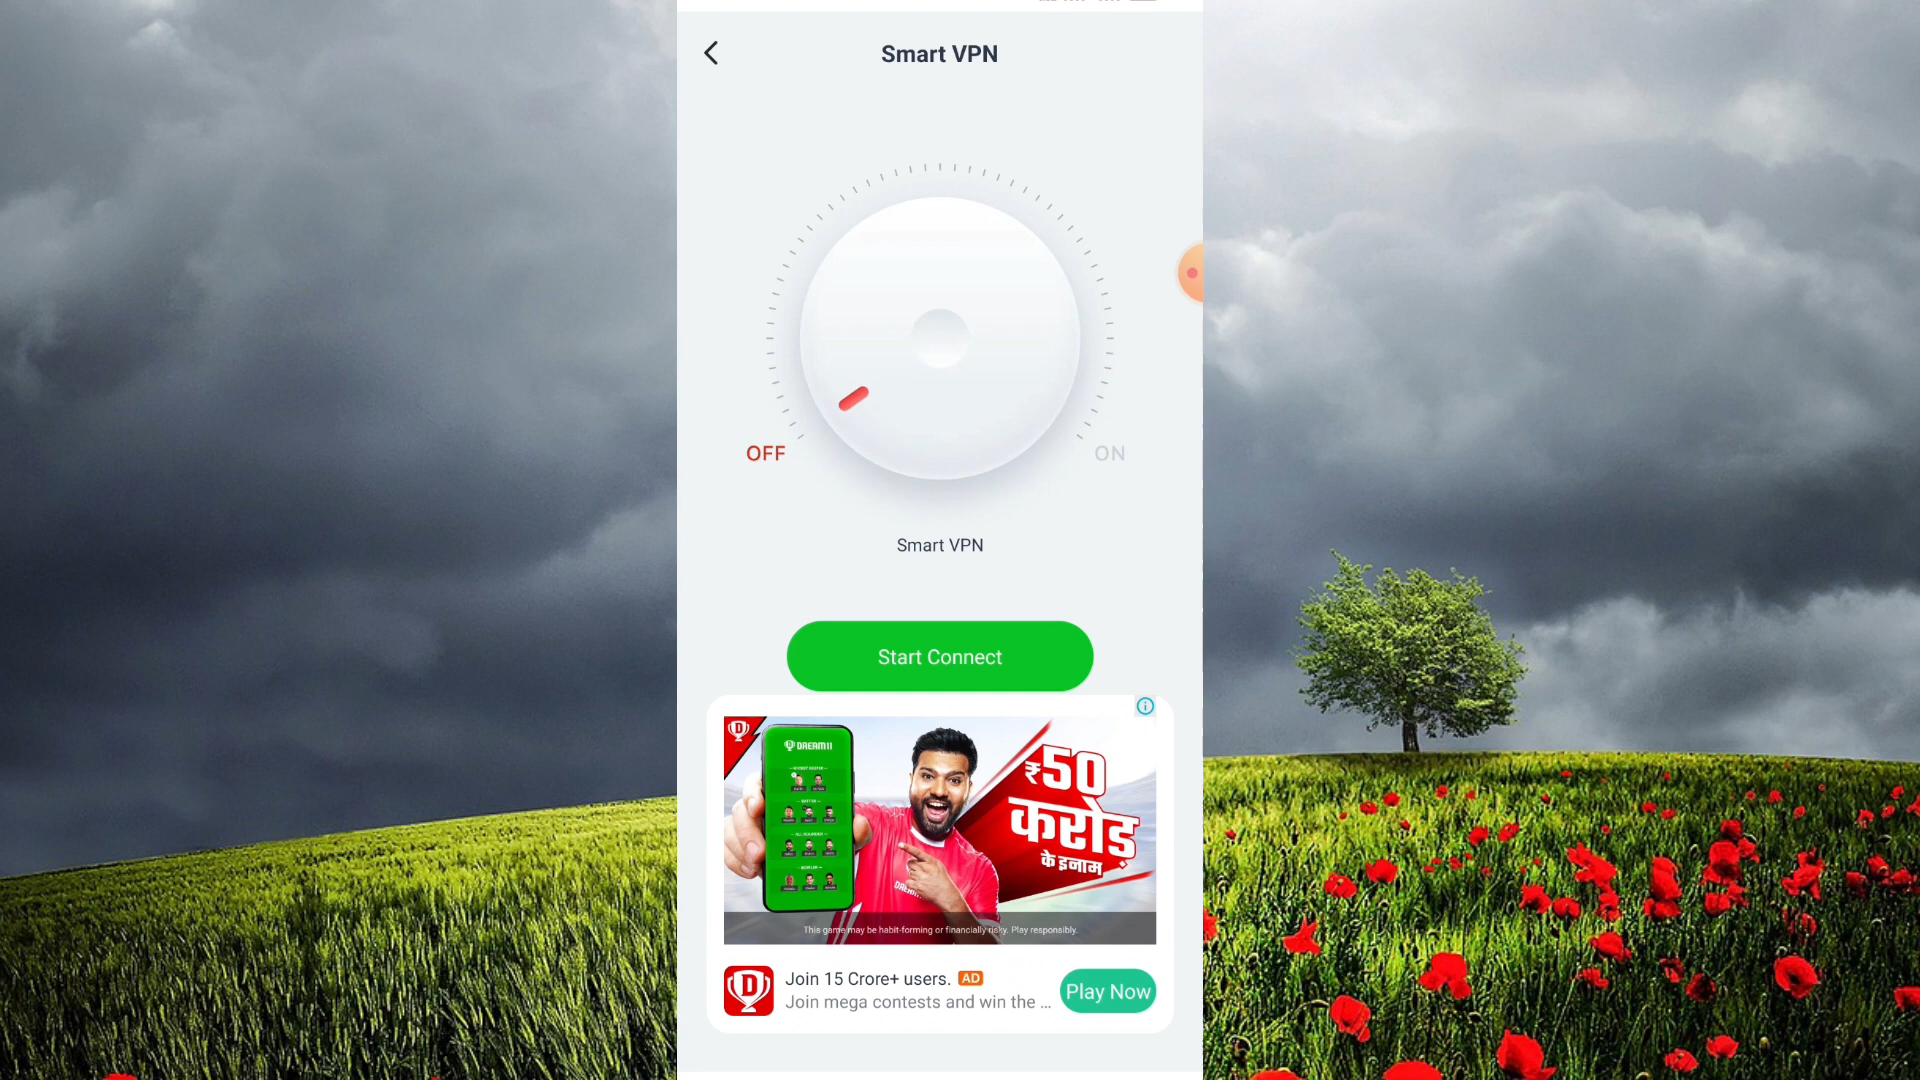 Smart VPN
OFF
ON
Smart VPN
Start Connect
DREAM11
₹50
करोड़
के इनाम
This game may be habit-forming or financially risky. Play responsibly.
Join 15 Crore+ users. AD
Join mega contests and win the ...
Play Now